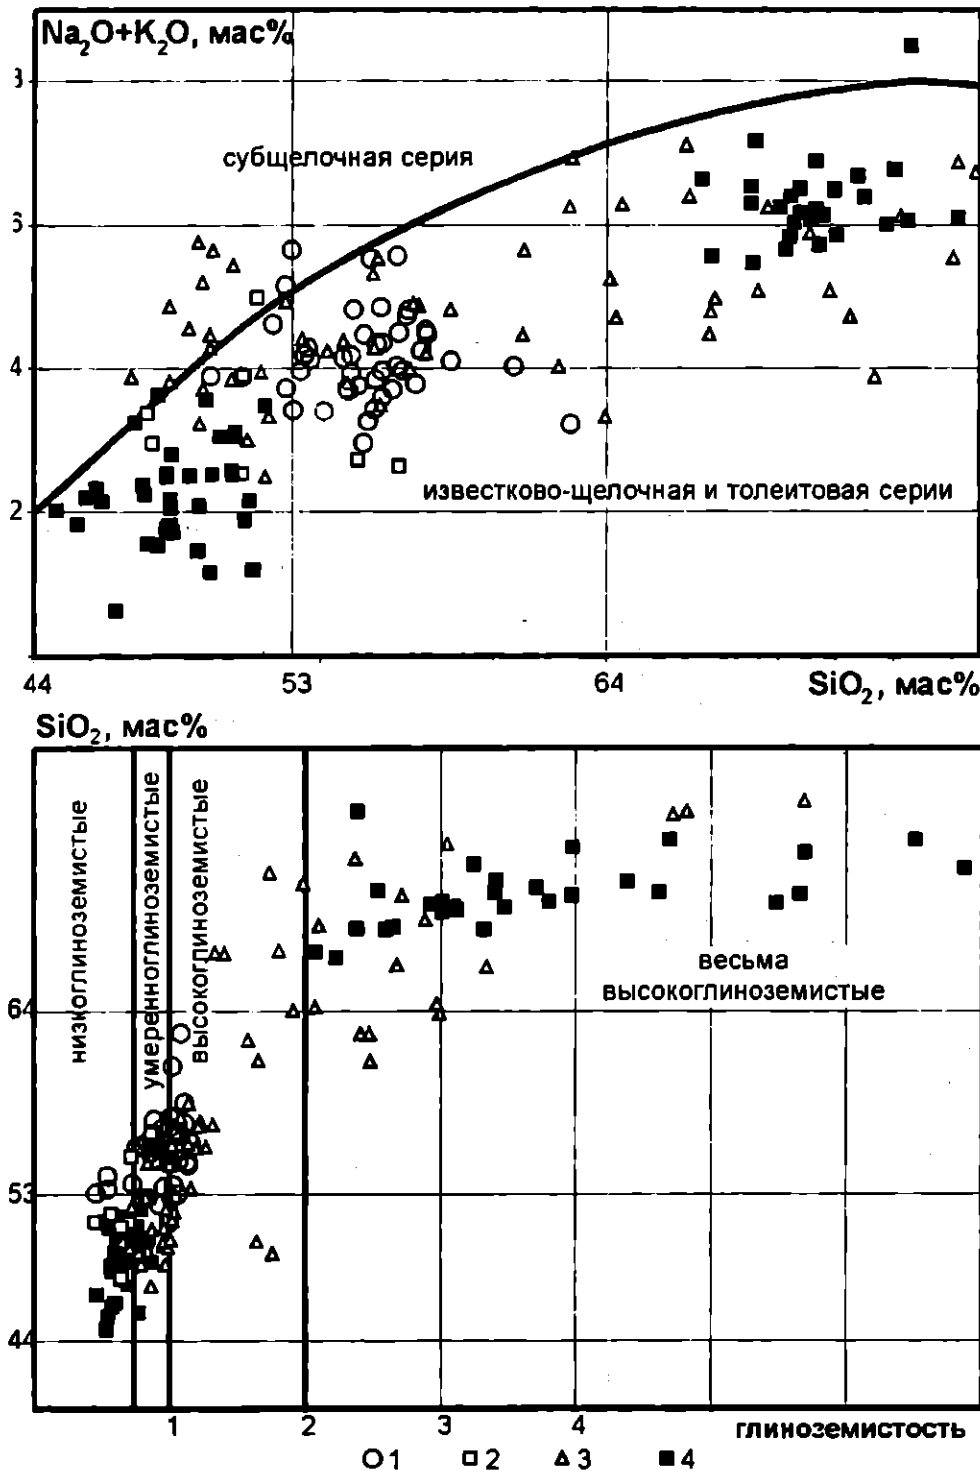 Na₂O+K₂O, мас%
8
субщелочная серия
6
4
известково-щелочная и толеитовая серии
2
44 53 64 SiO₂, мас%
SiO₂, мас%
низкоглиноземистые
умеренноглиноземистые
высокоглиноземистые
весьма
высокоглиноземистые
64
53
44
1 2 3 4 глиноземистость
1 2 3 4